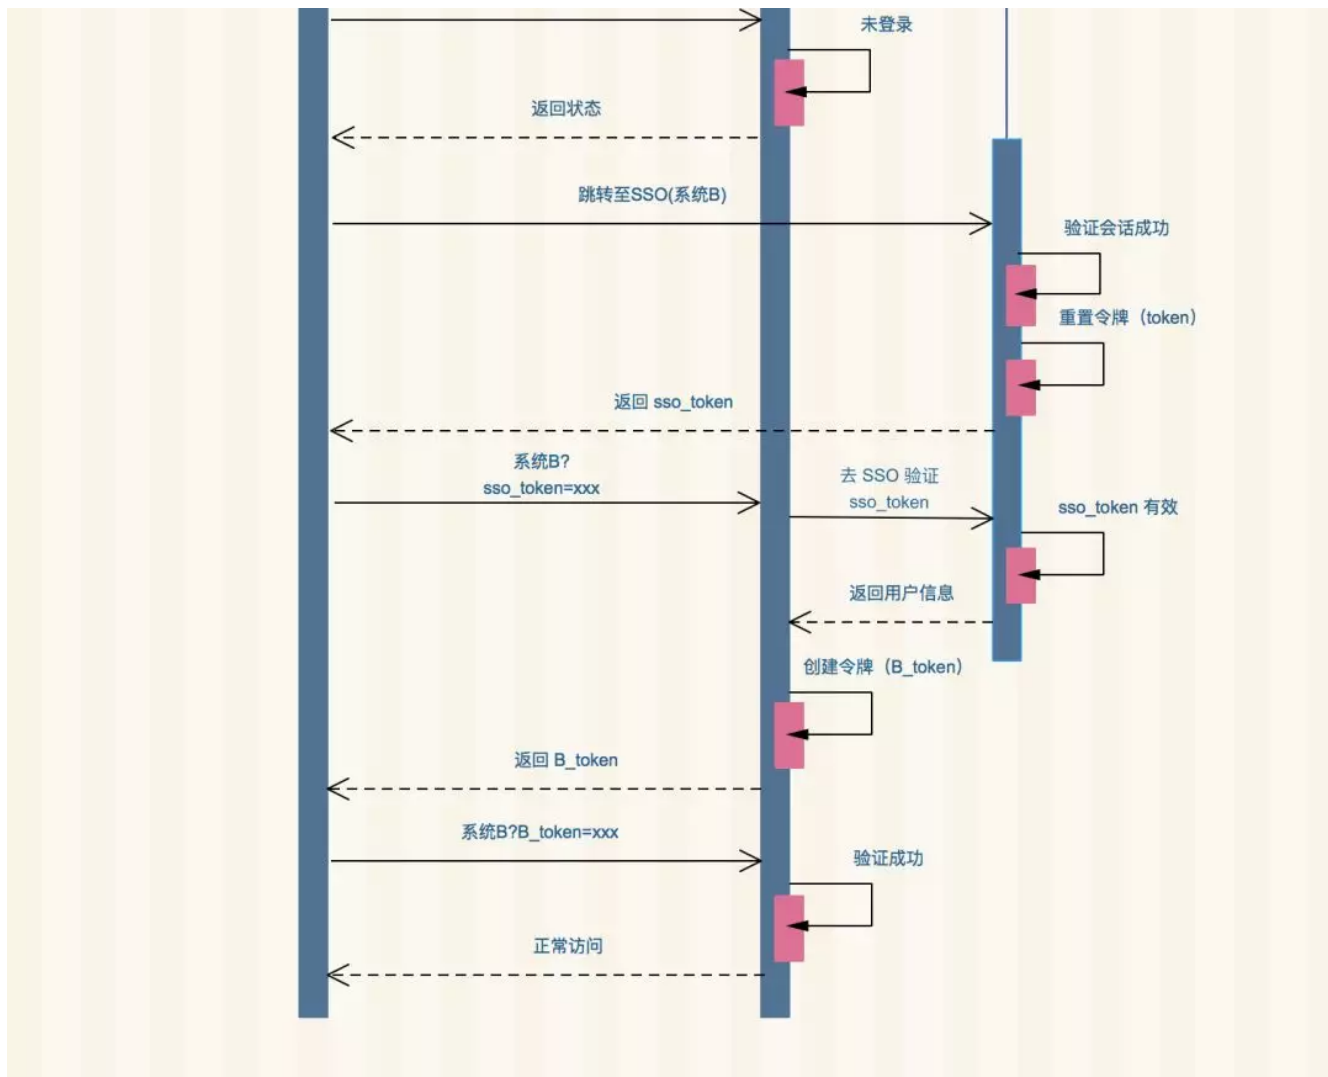 未登录
返回状态
跳转至SSO(系统B)
验证会话成功
重置令牌（token）
返回 sso_token
系统B?
sso_token=xxx
去 SSO 验证
sso_token
sso_token 有效
返回用户信息
创建令牌（B_token）
返回 B_token
系统B?B_token=xxx
验证成功
正常访问